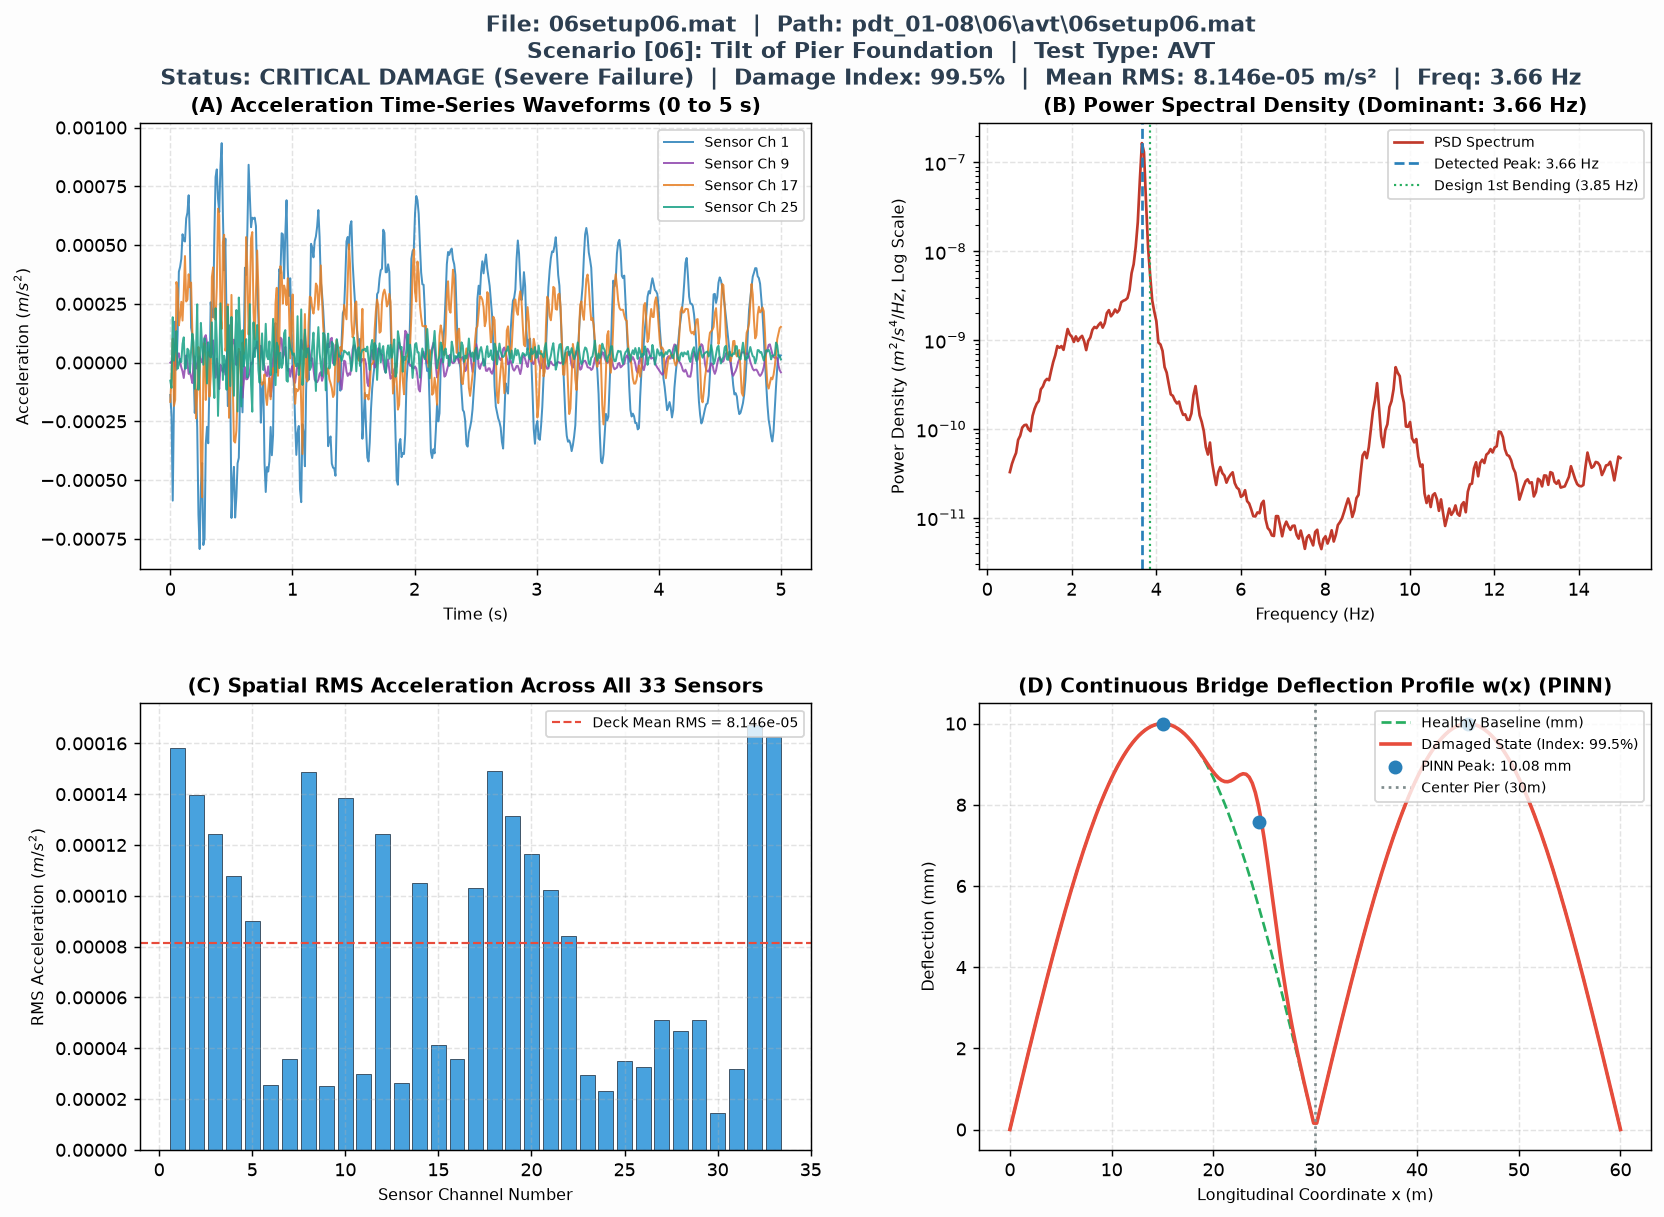 File: 06setup06.mat | Path: pdt_01-08\06\avt\06setup06.mat
Scenario [06]: Tilt of Pier Foundation | Test Type: AVT
Status: CRITICAL DAMAGE (Severe Failure) | Damage Index: 99.5% | Mean RMS: 8.146e-05 m/s² | Freq: 3.66 Hz
(A) Acceleration Time-Series Waveforms (0 to 5 s)
Sensor Ch 1
Sensor Ch 9
Sensor Ch 17
Sensor Ch 25
Acceleration (m/s²)
0.00100
0.00075
0.00050
0.00025
0.00000
−0.00025
−0.00050
−0.00075
0 1 2 3 4 5
Time (s)
(B) Power Spectral Density (Dominant: 3.66 Hz)
PSD Spectrum
Detected Peak: 3.66 Hz
Design 1st Bending (3.85 Hz)
Power Density (m²/s⁴/Hz, Log Scale)
10⁻⁷
10⁻⁸
10⁻⁹
10⁻¹⁰
10⁻¹¹
0 2 4 6 8 10 12 14
Frequency (Hz)
(C) Spatial RMS Acceleration Across All 33 Sensors
Deck Mean RMS = 8.146e-05
RMS Acceleration (m/s²)
0.00016
0.00014
0.00012
0.00010
0.00008
0.00006
0.00004
0.00002
0.00000
0 5 10 15 20 25 30 35
Sensor Channel Number
(D) Continuous Bridge Deflection Profile w(x) (PINN)
Healthy Baseline (mm)
Damaged State (Index: 99.5%)
PINN Peak: 10.08 mm
Center Pier (30m)
Deflection (mm)
10
8
6
4
2
0
0 10 20 30 40 50 60
Longitudinal Coordinate x (m)